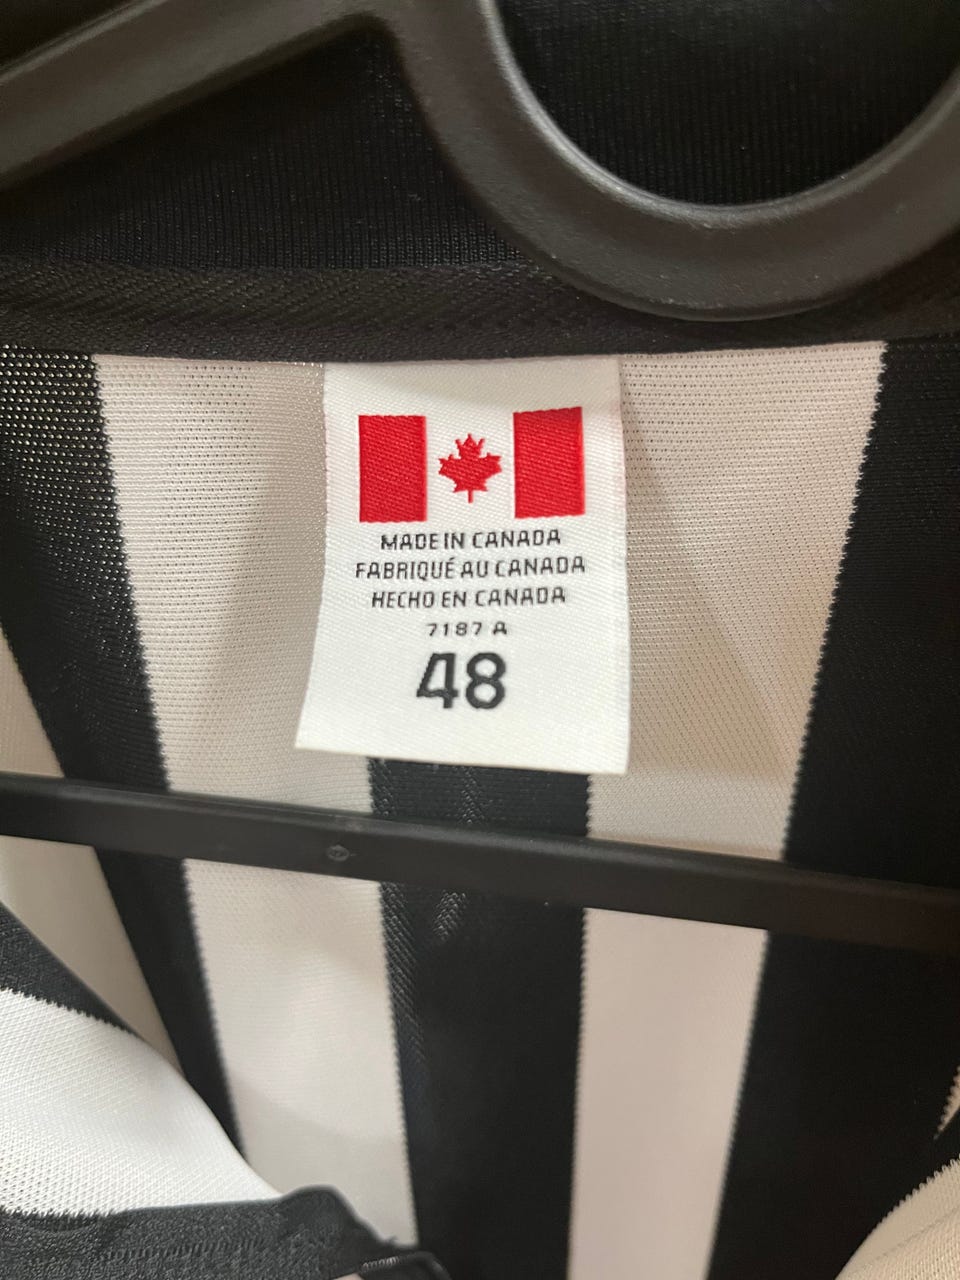 MADE IN CANADA
FABRIQUÉ AU CANADA
HECHO EN CANADA
7187 A
48